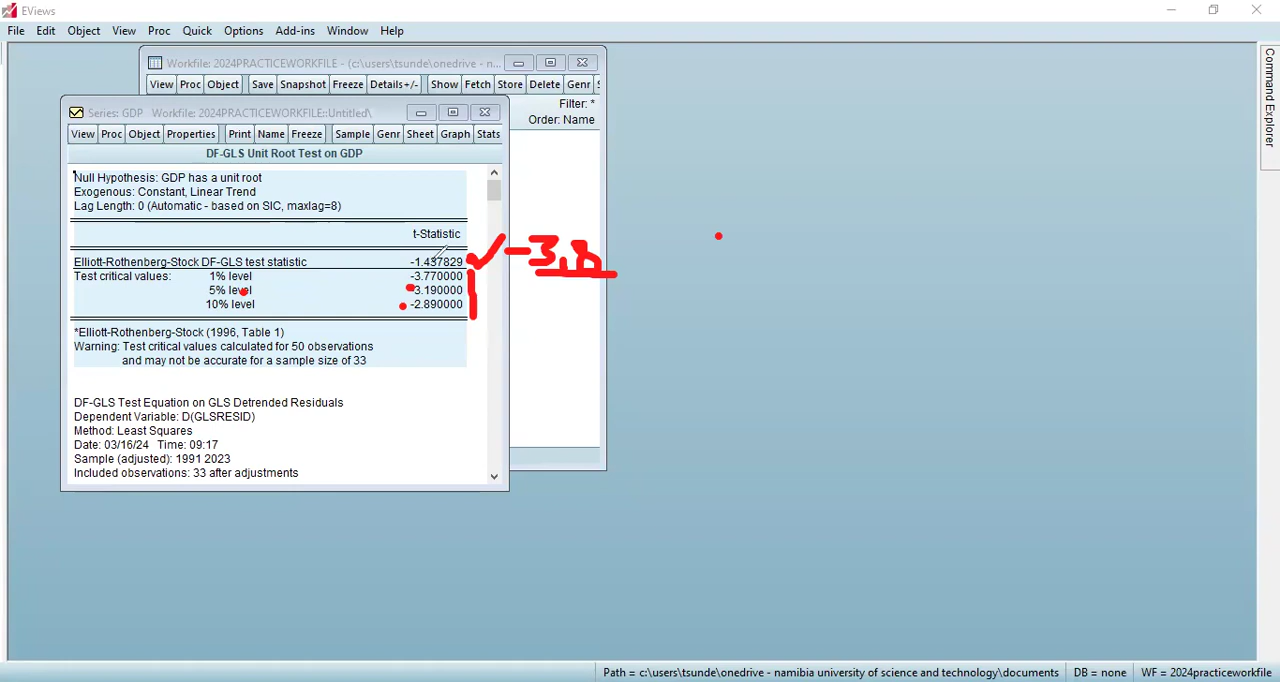 EViews
File Edit Object View Proc Quick Options Add-ins Window Help
Workfile: 2024PRACTICEWORKFILE - (c:\users\tsunde\onedrive - n...
View Proc Object Save Snapshot Freeze Details+/- Show Fetch Store Delete Genr S
Filter: *
Order: Name
Series: GDP Workfile: 2024PRACTICEWORKFILE::Untitled\
View Proc Object Properties Print Name Freeze Sample Genr Sheet Graph Stats
DF-GLS Unit Root Test on GDP
Null Hypothesis: GDP has a unit root
Exogenous: Constant, Linear Trend
Lag Length: 0 (Automatic - based on SIC, maxlag=8)
t-Statistic
Elliott-Rothenberg-Stock DF-GLS test statistic -1.437829 -3.8
Test critical values: 1% level -3.770000
5% level -3.190000
10% level -2.890000
*Elliott-Rothenberg-Stock (1996, Table 1)
Warning: Test critical values calculated for 50 observations
and may not be accurate for a sample size of 33
DF-GLS Test Equation on GLS Detrended Residuals
Dependent Variable: D(GLSRESID)
Method: Least Squares
Date: 03/16/24 Time: 09:17
Sample (adjusted): 1991 2023
Included observations: 33 after adjustments
Command Explorer
Path = c:\users\tsunde\onedrive - namibia university of science and technology\documents DB = none WF = 2024practiceworkfile